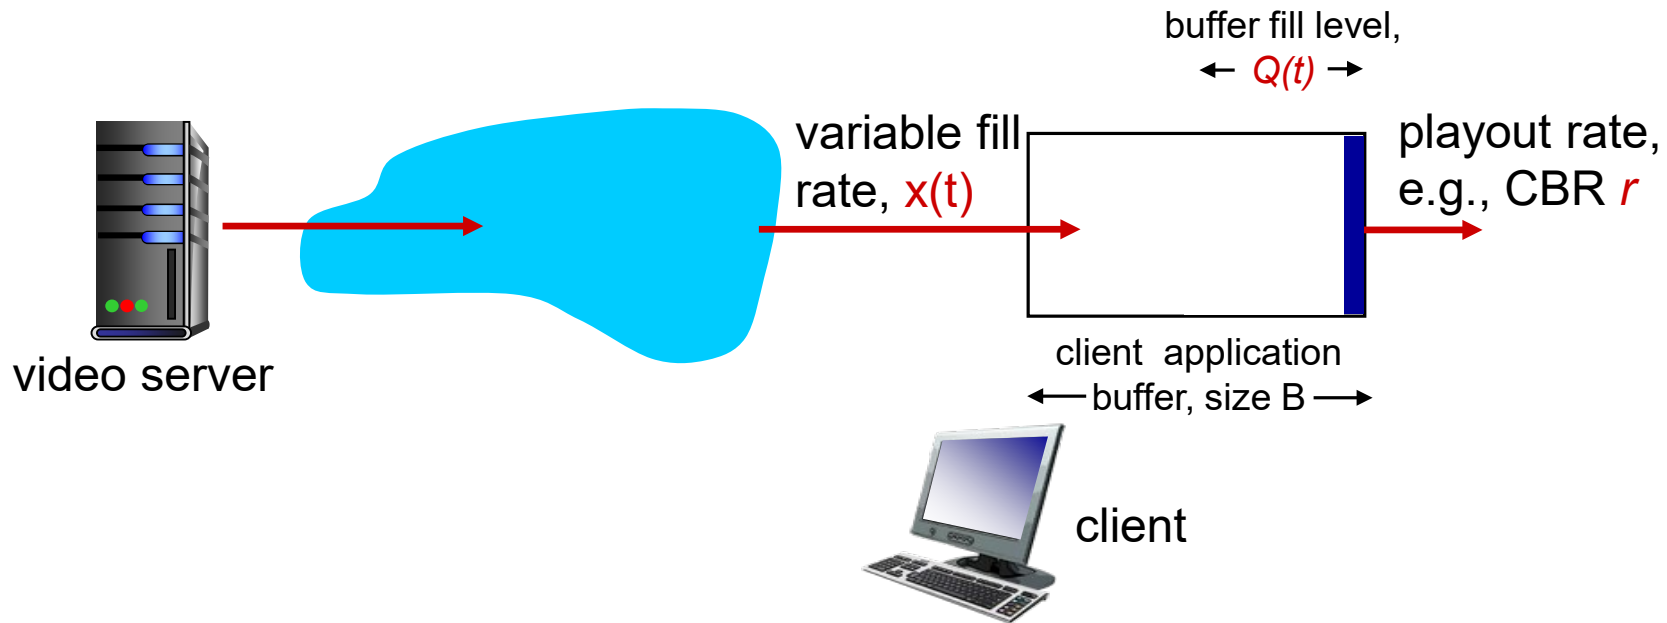 buffer fill level,
Q(t)
variable fill
rate, x(t)
playout rate,
e.g., CBR r
video server
client application
buffer, size B
client